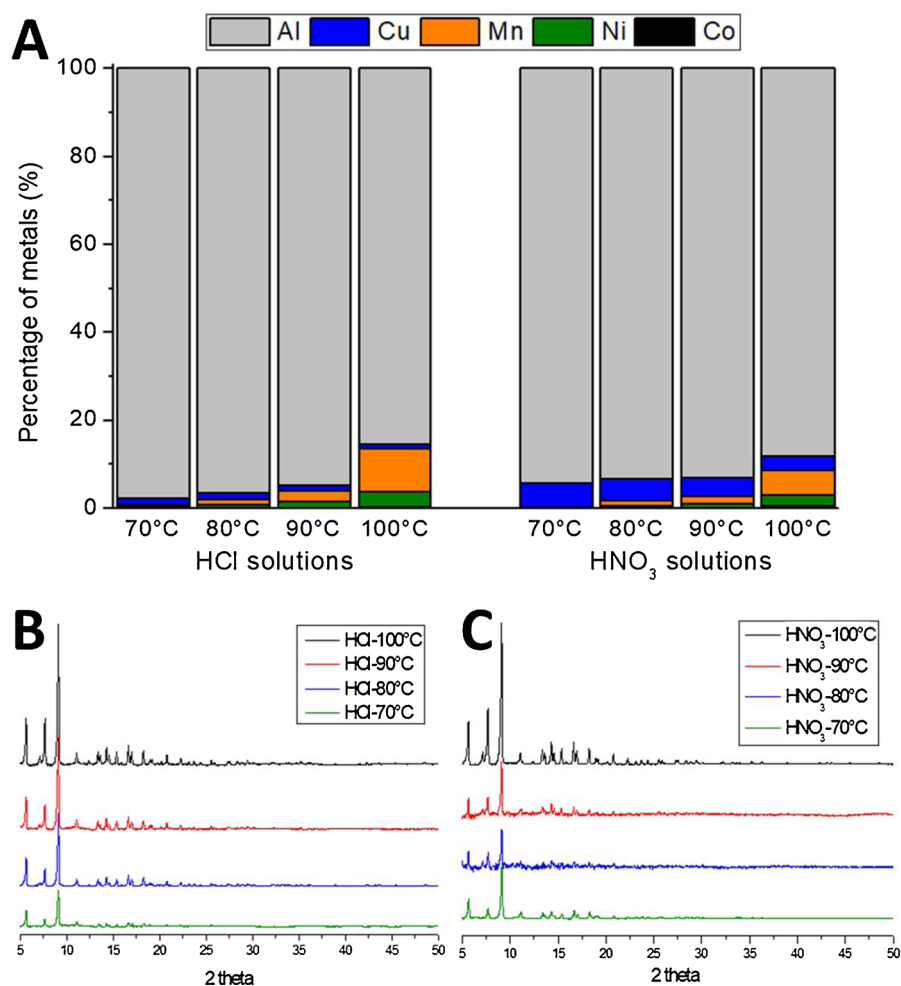 A
Al Cu Mn Ni Co
Percentage of metals (%)
100
80
60
40
20
0
70°C 80°C 90°C 100°C 70°C 80°C 90°C 100°C
HCl solutions HNO3 solutions
B
HCl-100°C
HCl-90°C
HCl-80°C
HCl-70°C
5 10 15 20 25 30 35 40 45 50
2 theta
C
HNO3-100°C
HNO3-90°C
HNO3-80°C
HNO3-70°C
5 10 15 20 25 30 35 40 45 50
2 theta